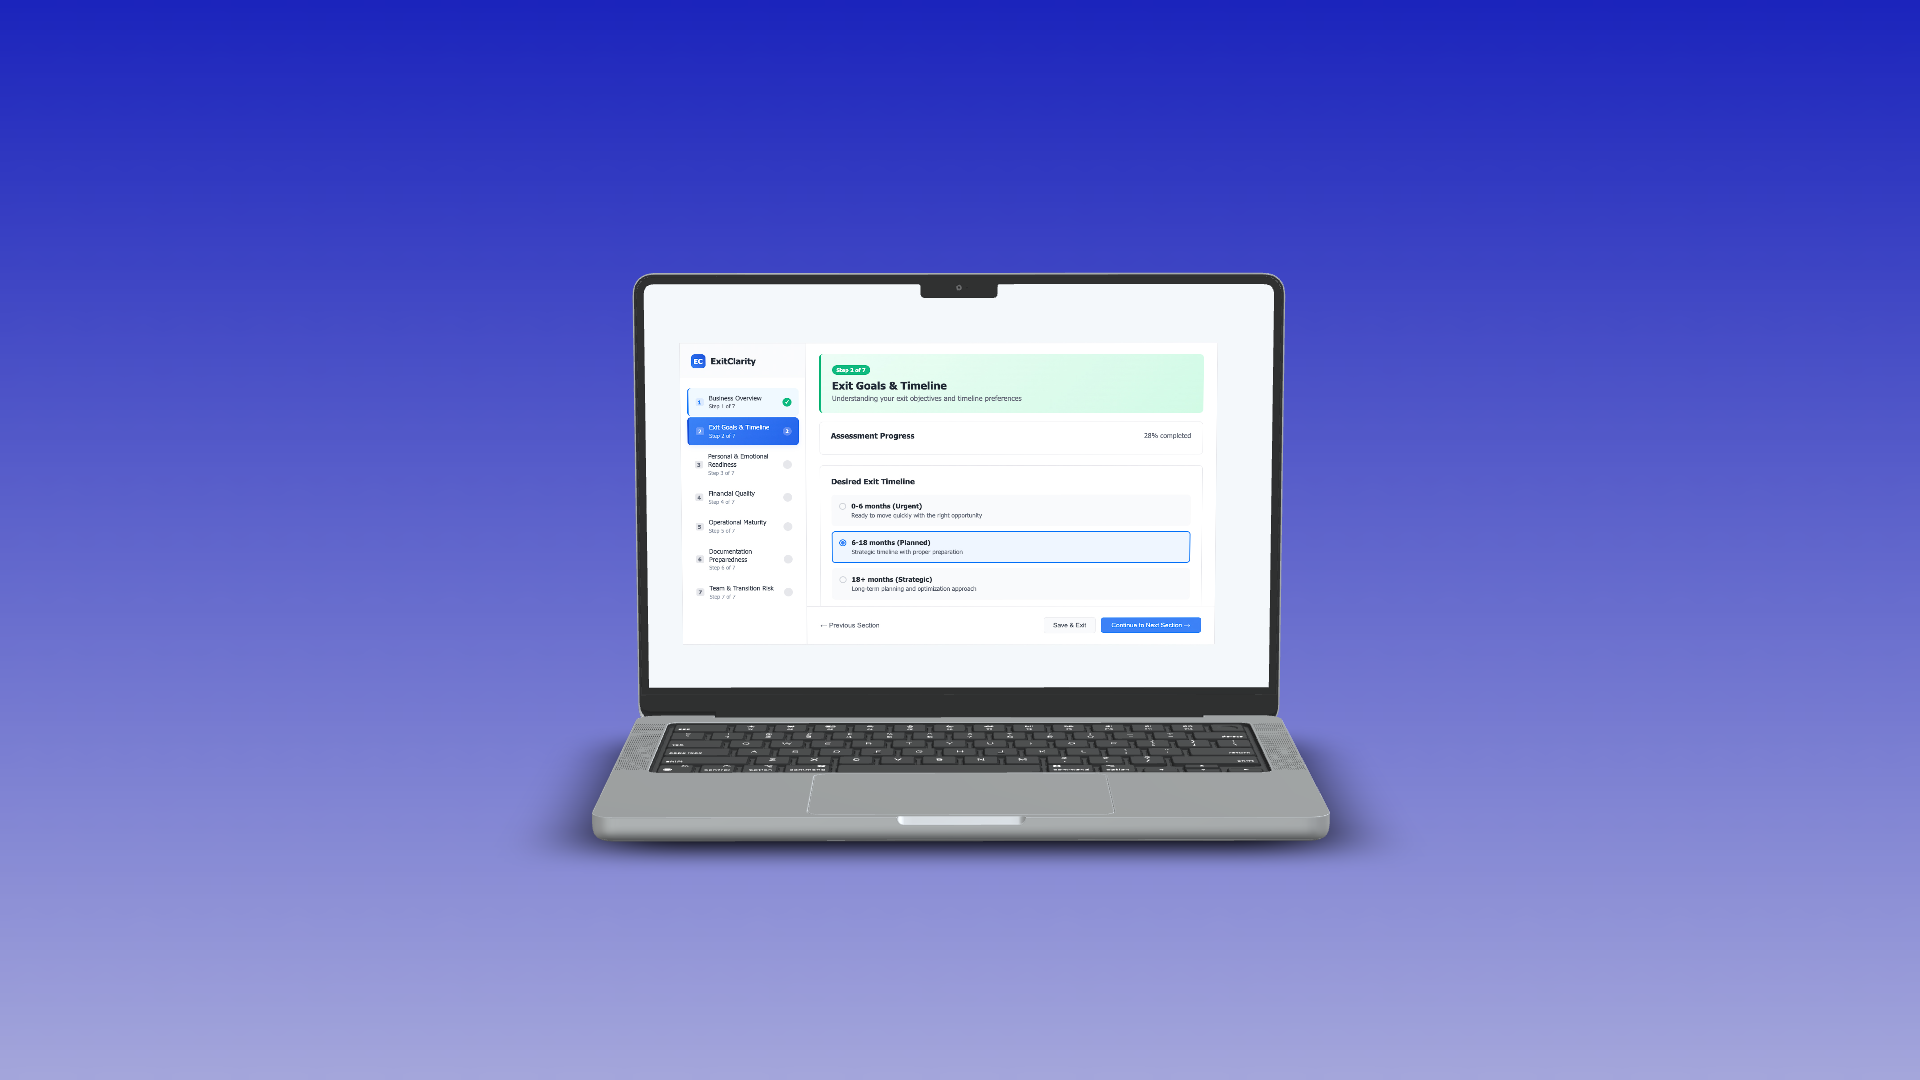 EC ExitClarity
1 Business Overview
Step 1 of 7
2 Exit Goals & Timeline 2
Step 2 of 7
3 Personal & Emotional
Readiness
Step 3 of 7
4 Financial Quality
Step 4 of 7
5 Operational Maturity
Step 5 of 7
6 Documentation
Preparedness
Step 6 of 7
7 Team & Transition Risk
Step 7 of 7
Step 2 of 7
Exit Goals & Timeline
Understanding your exit objectives and timeline preferences
Assessment Progress 28% completed
Desired Exit Timeline
0-6 months (Urgent)
Ready to move quickly with the right opportunity
6-18 months (Planned)
Strategic timeline with proper preparation
18+ months (Strategic)
Long-term planning and optimization approach
← Previous Section Save & Exit Continue to Next Section →
Q W E R T Y U I O P
A S D F G H J K L
Z X C V B N M
control option command command option